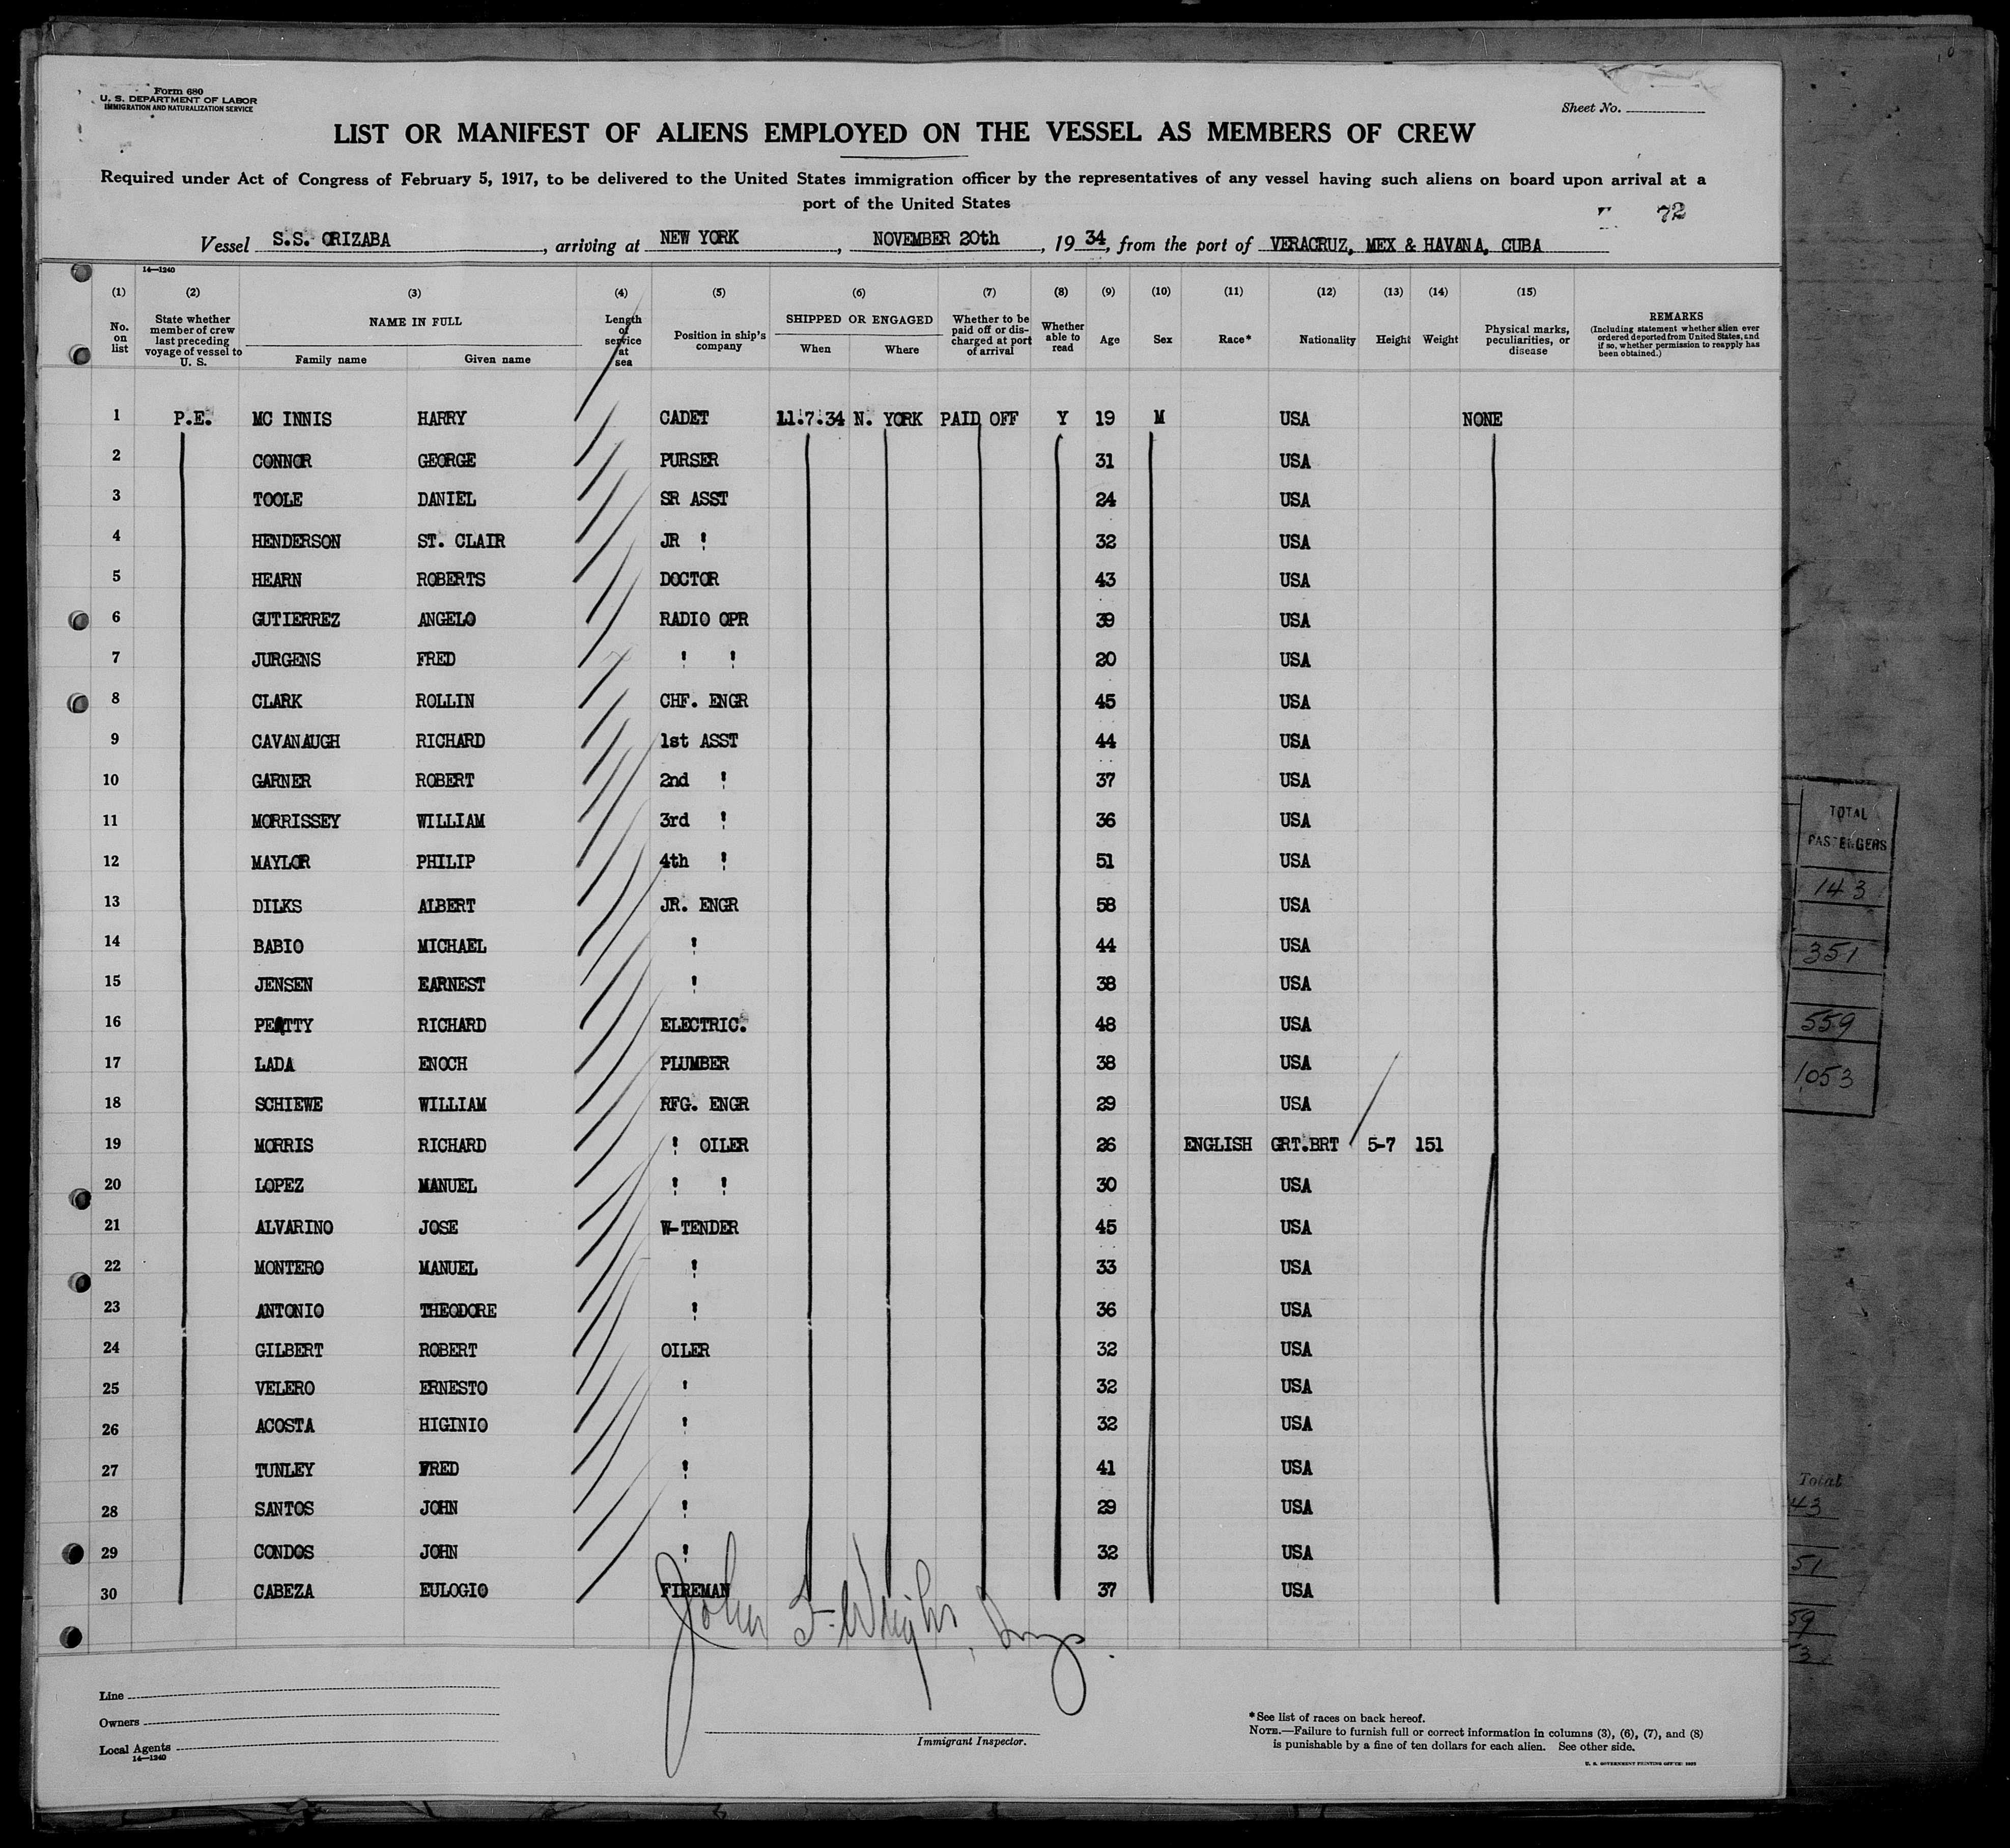 Form 680
U. S. DEPARTMENT OF LABOR
IMMIGRATION AND NATURALIZATION SERVICE
Sheet No.
LIST OR MANIFEST OF ALIENS EMPLOYED ON THE VESSEL AS MEMBERS OF CREW
Required under Act of Congress of February 5, 1917, to be delivered to the United States immigration officer by the representatives of any vessel having such aliens on board upon arrival at a
port of the United States
72
Vessel S.S. ORIZABA, arriving at NEW YORK, NOVEMBER 20th, 19 34, from the port of VERACRUZ, MEX & HAVANA, CUBA
14—1240
(1) (2) (3) (4) (5) (6) (7) (8) (9) (10) (11) (12) (13) (14) (15)
No. on list
State whether member of crew last preceding voyage of vessel to U. S.
NAME IN FULL
Family name Given name
Length of service at sea
Position in ship's company
SHIPPED OR ENGAGED
When Where
Whether to be paid off or discharged at port of arrival
Whether able to read
Age
Sex
Race*
Nationality
Height
Weight
Physical marks, peculiarities, or disease
REMARKS
(Including statement whether alien ever ordered deported from United States, and if so, whether permission to reapply has been obtained.)
1 P.E. MC INNIS HARRY CADET 11.7.34 N. YORK PAID OFF Y 19 M USA NONE
2 CONNOR GEORGE PURSER 31 USA
3 TOOLE DANIEL SR ASST 24 USA
4 HENDERSON ST. CLAIR JR " 32 USA
5 HEARN ROBERTS DOCTOR 43 USA
6 GUTIERREZ ANGELO RADIO OPR 39 USA
7 JURGENS FRED " " 20 USA
8 CLARK ROLLIN CHF. ENGR 45 USA
9 CAVANAUGH RICHARD 1st ASST 44 USA
10 GARNER ROBERT 2nd " 37 USA
11 MORRISSEY WILLIAM 3rd " 36 USA
12 MAYLOR PHILIP 4th " 51 USA
13 DILKS ALBERT JR. ENGR 58 USA
14 BABIO MICHAEL " 44 USA
15 JENSEN EARNEST " 38 USA
16 PEATTY RICHARD ELECTRIC. 48 USA
17 LADA ENOCH PLUMBER 38 USA
18 SCHIEWE WILLIAM RFG. ENGR 29 USA
19 MORRIS RICHARD " OILER 26 ENGLISH GRT.BRT 5-7 151
20 LOPEZ MANUEL " " 30 USA
21 ALVARINO JOSE W-TENDER 45 USA
22 MONTERO MANUEL " 33 USA
23 ANTONIO THEODORE " 36 USA
24 GILBERT ROBERT OILER 32 USA
25 VELERO ERNESTO " 32 USA
26 ACOSTA HIGINIO " 32 USA
27 TUNLEY FRED " 41 USA
28 SANTOS JOHN " 29 USA
29 CONDOS JOHN " 32 USA
30 CABEZA EULOGIO FIREMAN 37 USA
John F. Wright, Insp.
Line
Owners
Local Agents
14—1240
Immigrant Inspector.
*See list of races on back hereof.
NOTE.—Failure to furnish full or correct information in columns (3), (6), (7), and (8)
is punishable by a fine of ten dollars for each alien. See other side.
U. S. GOVERNMENT PRINTING OFFICE
TOTAL
PASSENGERS
143
351
559
1053
Total
43
51
59